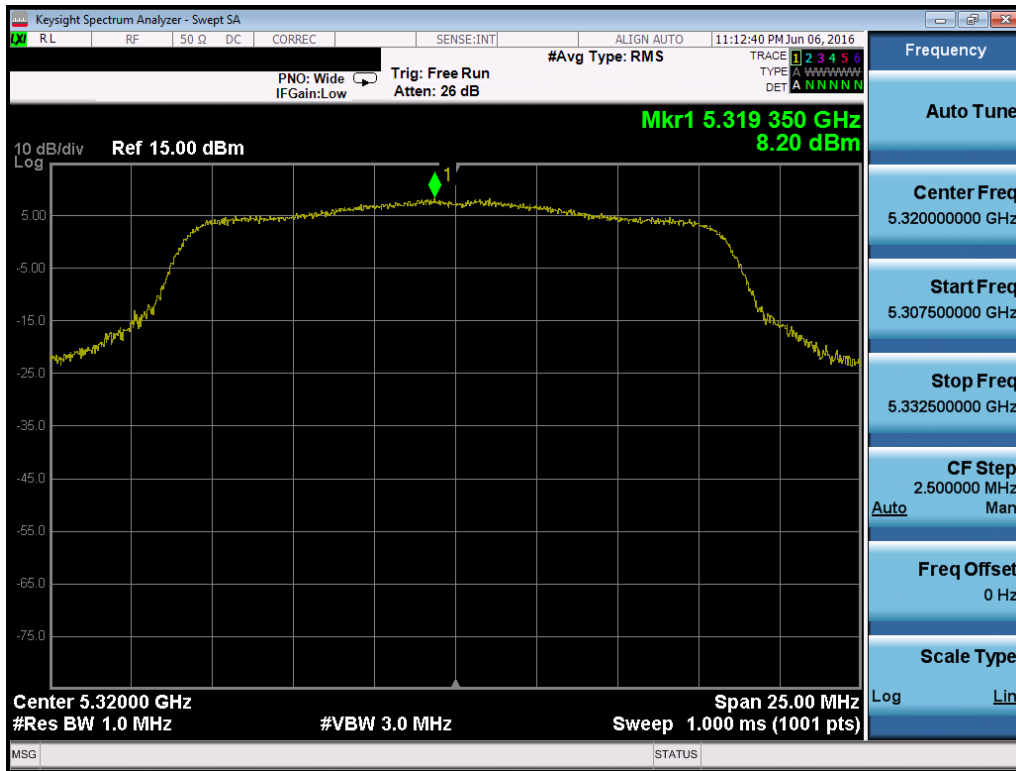 Keysight Spectrum Analyzer - Swept SA
LXI RL RF 50 Ω DC CORREC SENSE:INT ALIGN AUTO 11:12:40 PM Jun 06, 2016
PNO: Wide
IFGain:Low
Trig: Free Run
Atten: 26 dB
#Avg Type: RMS
TRACE 1 2 3 4 5 6
TYPE A WWWWW
DET A N N N N N
Mkr1 5.319 350 GHz
8.20 dBm
10 dB/div Ref 15.00 dBm
Log
1
5.00
-5.00
-15.0
-25.0
-35.0
-45.0
-55.0
-65.0
-75.0
Center 5.32000 GHz Span 25.00 MHz
#Res BW 1.0 MHz #VBW 3.0 MHz Sweep 1.000 ms (1001 pts)
MSG STATUS
Frequency
Auto Tune
Center Freq
5.320000000 GHz
Start Freq
5.307500000 GHz
Stop Freq
5.332500000 GHz
CF Step
2.500000 MHz
Auto Man
Freq Offset
0 Hz
Scale Type
Log Lin